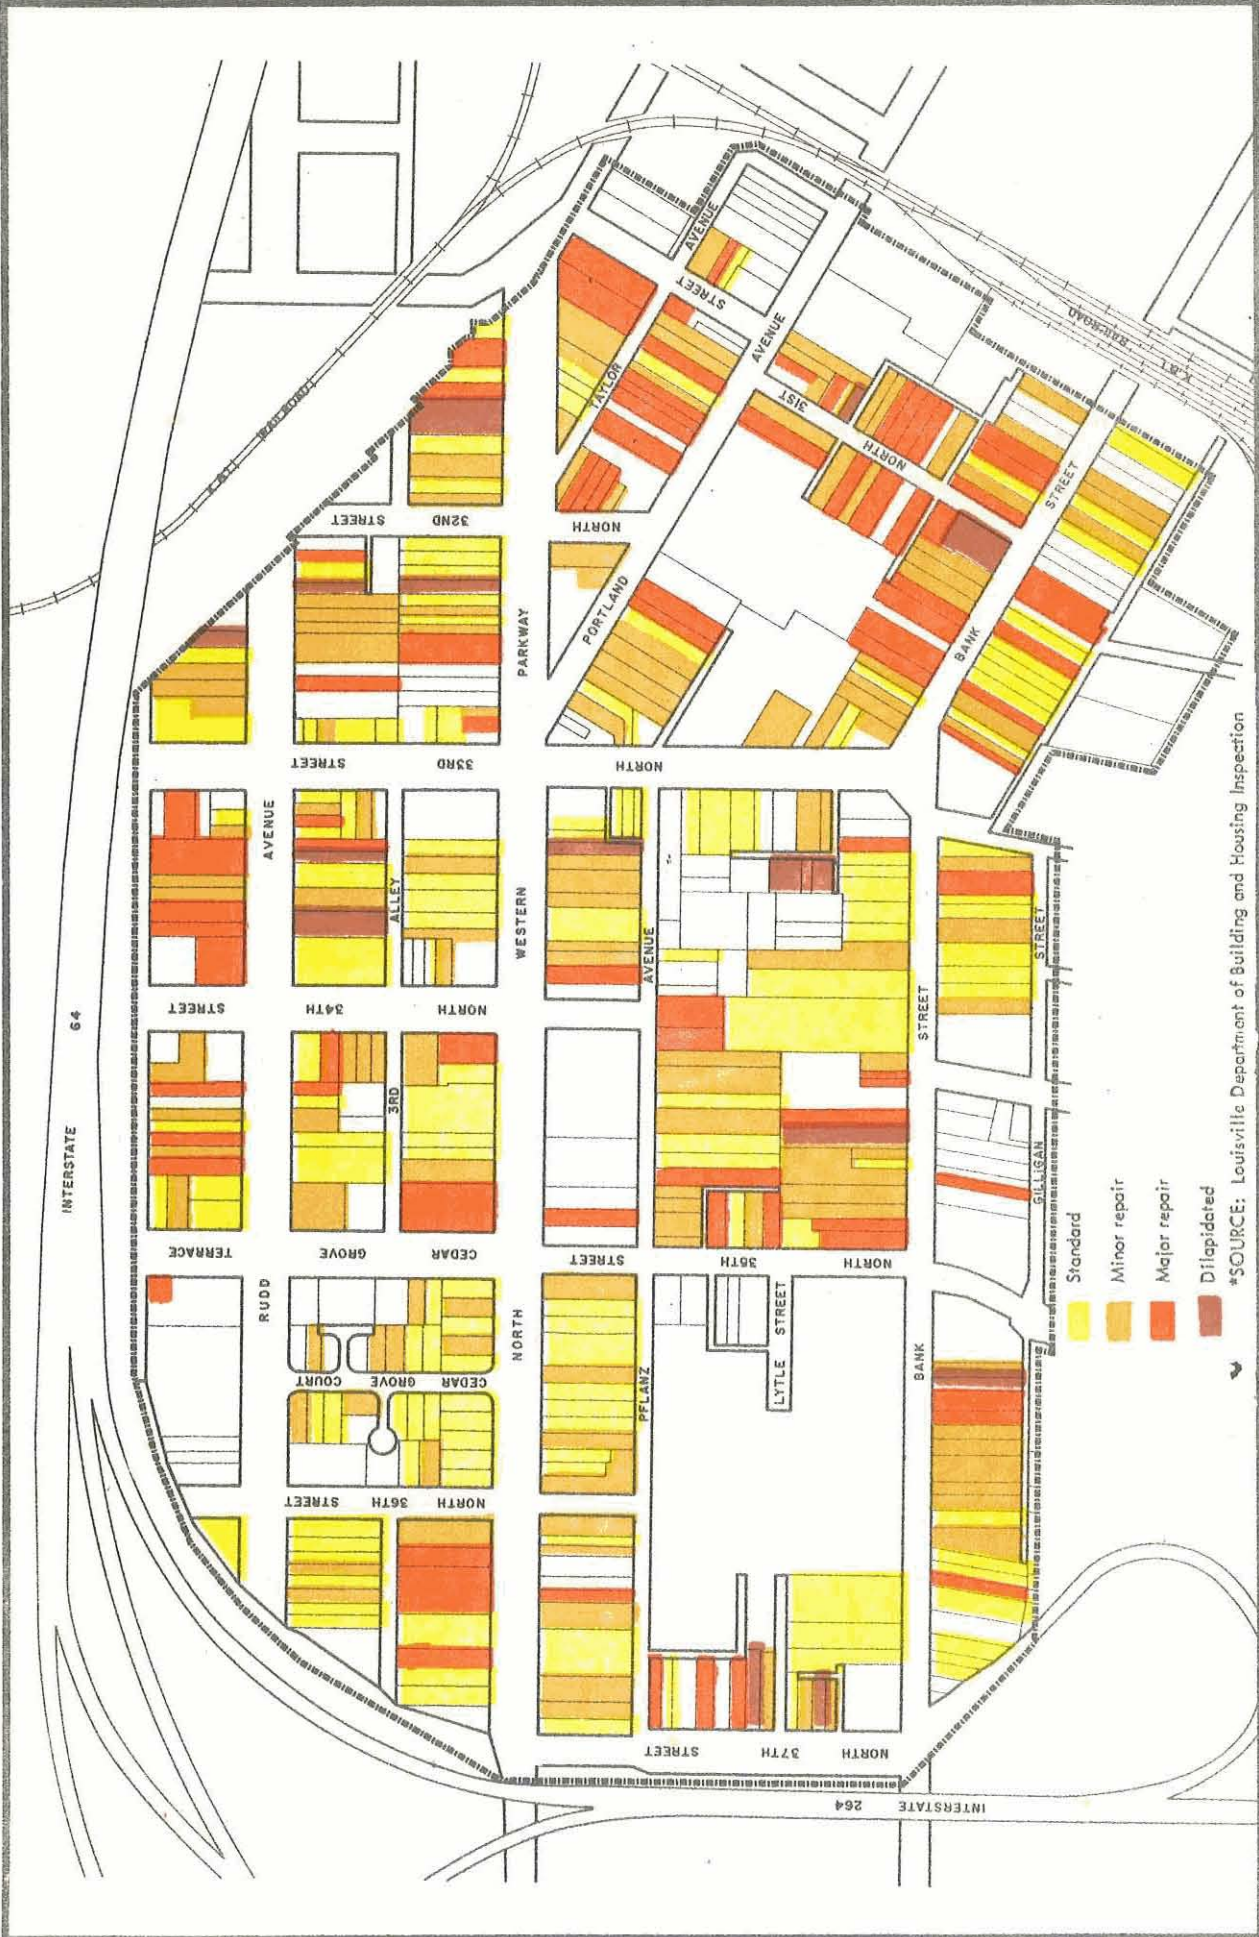 INTERSTATE 64
RAILROAD
K & I
32ND STREET
NORTH
TAYLOR AVENUE
STREET
PORTLAND AVENUE
NORTH 31ST
K & I RAILROAD
PARKWAY
BANK STREET
NORTH 33RD STREET
RUDD AVENUE
3RD ALLEY
NORTH WESTERN
AVENUE
STREET
NORTH 34TH STREET
CEDAR GROVE TERRACE
NORTH 35TH STREET
LYTLE STREET
CEDAR GROVE COURT
PFLANZ
BANK STREET
GILLIGAN STREET
NORTH 36TH STREET
NORTH 37TH STREET
INTERSTATE 264
Standard
Minor repair
Major repair
Dilapidated
*SOURCE: Louisville Department of Building and Housing Inspection